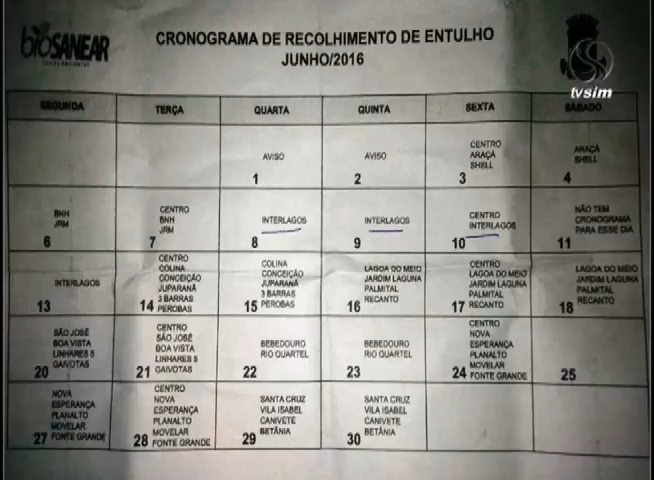 bioSANEAR
CRONOGRAMA DE RECOLHIMENTO DE ENTULHO
JUNHO/2016
tvsim
SEGUNDA
TERÇA
QUARTA
QUINTA
SEXTA
SÁBADO
AVISO
1
AVISO
2
CENTRO
ARAÇÁ
SHELL
3
ARAÇÁ
SHELL
4
BNH
JRM
6
CENTRO
BNH
JRM
7
INTERLAGOS
8
INTERLAGOS
9
CENTRO
INTERLAGOS
10
NÃO TEM
CRONOGRAMA
PARA ESSE DIA
11
INTERLAGOS
13
CENTRO
COLINA
CONCEIÇÃO
JUPARANÃ
3 BARRAS
14 PEROBAS
COLINA
CONCEIÇÃO
JUPARANÃ
3 BARRAS
15 PEROBAS
LAGOA DO MEIO
JARDIM LAGUNA
PALMITAL
RECANTO
16
CENTRO
LAGOA DO MEIO
JARDIM LAGUNA
PALMITAL
17 RECANTO
LAGOA DO MEIO
JARDIM LAGUNA
PALMITAL
RECANTO
18
SÃO JOSÉ
BOA VISTA
LINHARES 5
GAIVOTAS
20
CENTRO
SÃO JOSÉ
BOA VISTA
LINHARES 5
21 GAIVOTAS
BEBEDOURO
RIO QUARTEL
22
BEBEDOURO
RIO QUARTEL
23
CENTRO
NOVA
ESPERANÇA
PLANALTO
MOVELAR
24 FONTE GRANDE
25
NOVA
ESPERANÇA
PLANALTO
MOVELAR
27 FONTE GRANDE
CENTRO
NOVA
ESPERANÇA
PLANALTO
MOVELAR
28 FONTE GRANDE
SANTA CRUZ
VILA ISABEL
CANIVETE
BETÂNIA
29
SANTA CRUZ
VILA ISABEL
CANIVETE
BETÂNIA
30